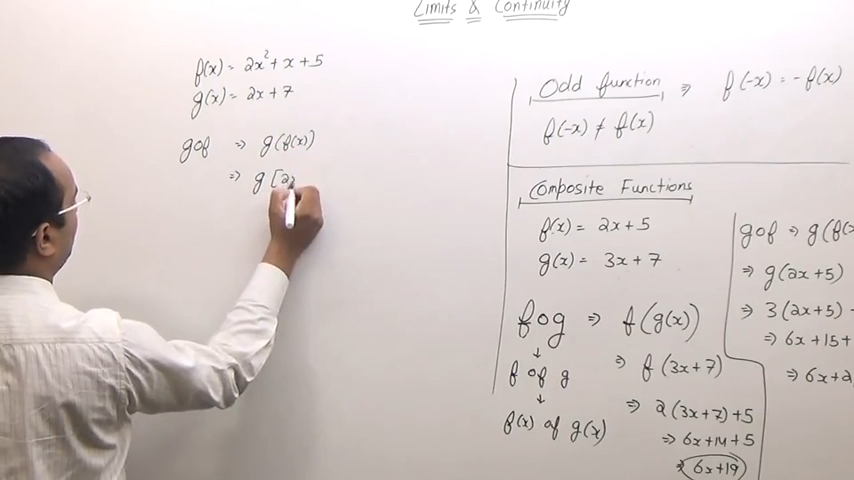 Limits & Continuity
f(x) = 2x² + x + 5
g(x) = 2x + 7
gof ⇒ g(f(x))
⇒ g [2x
Odd function ⇒ f(-x) = -f(x)
f(-x) ≠ f(x)
Composite Functions
f(x) = 2x + 5
g(x) = 3x + 7
fog ⇒ f(g(x))
↓
f of g ⇒ f(3x+7)
↓
f(x) of g(x) ⇒ 2(3x+7)+5
⇒ 6x+14+5
⇒ 6x+19
gof ⇒ g(f(x
⇒ g(2x+5)
⇒ 3(2x+5)
⇒ 6x+15+
⇒ 6x+2